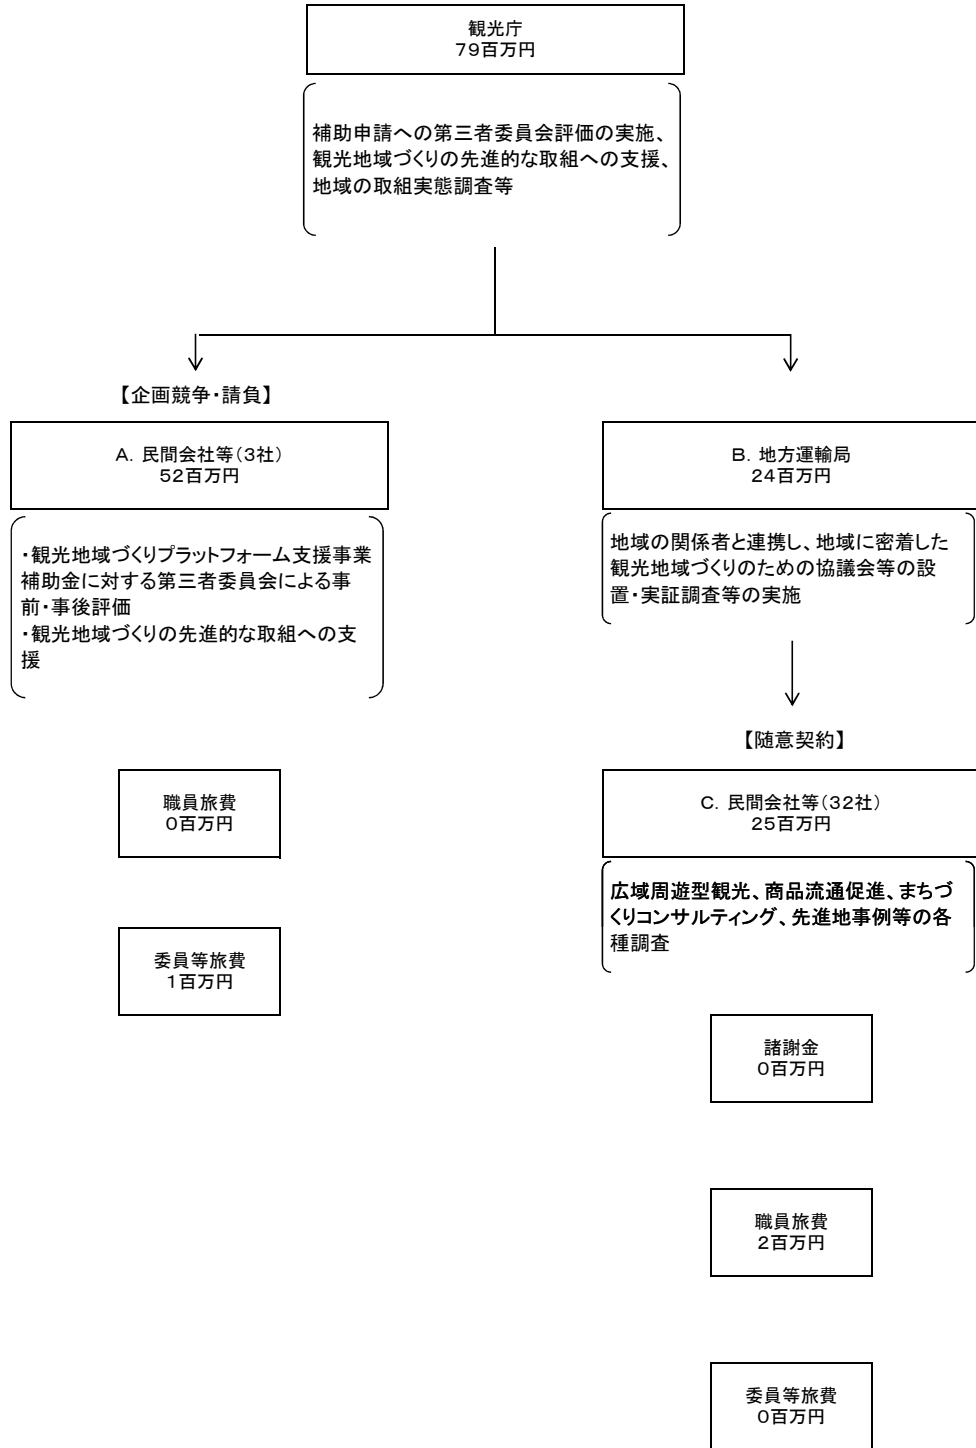 観光庁
79百万円
補助申請への第三者委員会評価の実施、
観光地域づくりの先進的な取組への支援、
地域の取組実態調査等
【企画競争・請負】
A. 民間会社等(3社)
52百万円
・観光地域づくりプラットフォーム支援事業
補助金に対する第三者委員会による事
前・事後評価
・観光地域づくりの先進的な取組への支
援
職員旅費
0百万円
委員等旅費
1百万円
B. 地方運輸局
24百万円
地域の関係者と連携し、地域に密着した
観光地域づくりのための協議会等の設
置・実証調査等の実施
【随意契約】
C. 民間会社等(32社)
25百万円
広域周遊型観光、商品流通促進、まちづ
くりコンサルティング、先進地事例等の各
種調査
諸謝金
0百万円
職員旅費
2百万円
委員等旅費
0百万円